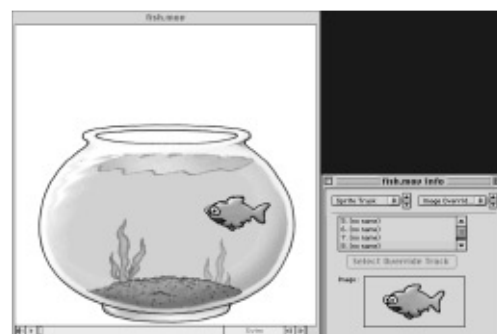 fish.mov
fish.mov Info
Sprite Track
Image Overrid...
5. (no name)
6. (no name)
7. (no name)
8. (no name)
Select Override Track
Image: